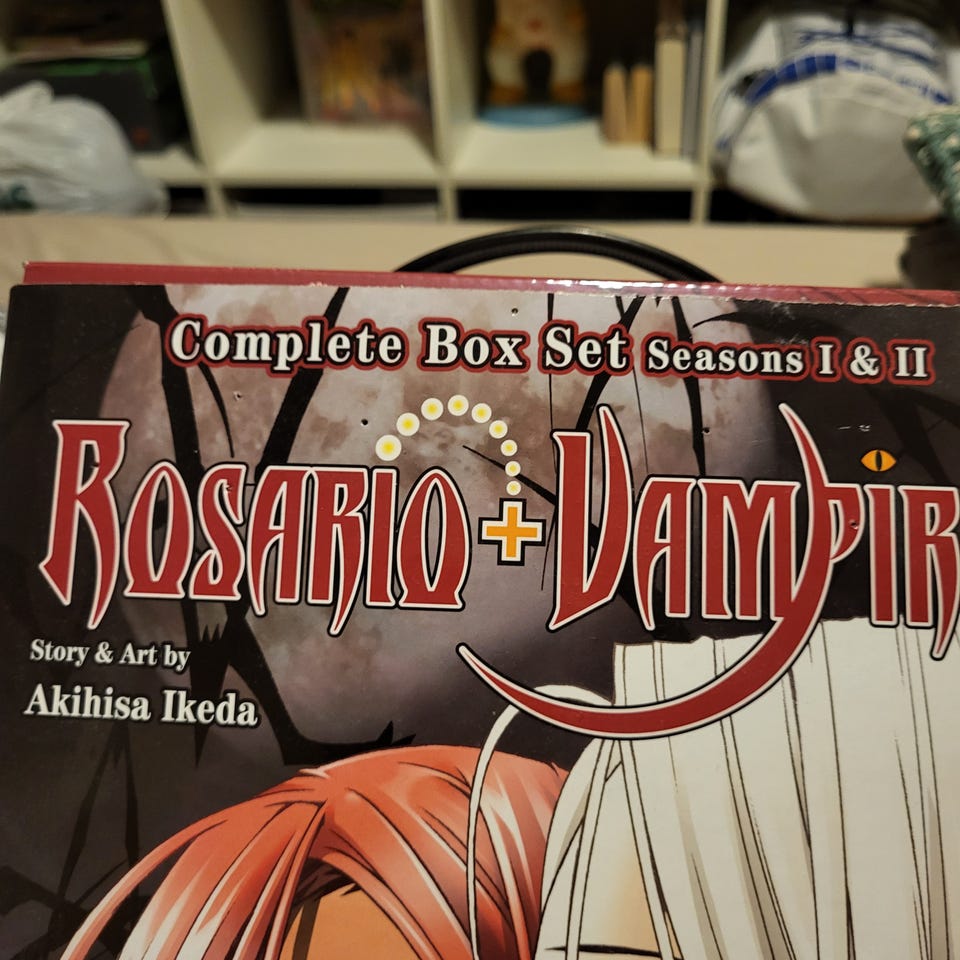 Complete Box Set Seasons I & II
ROSARIO+VAMPIR
Story & Art by
Akihisa Ikeda